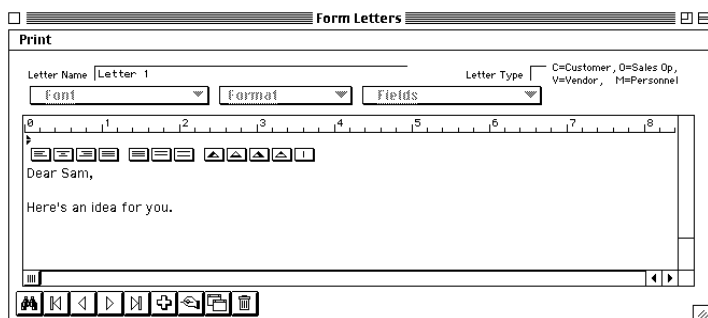 Form Letters
Print
Letter Name Letter 1
Letter Type C=Customer, O=Sales Op,
V=Vendor, M=Personnel
Font Format Fields
0 1 2 3 4 5 6 7 8
Dear Sam,
Here's an idea for you.